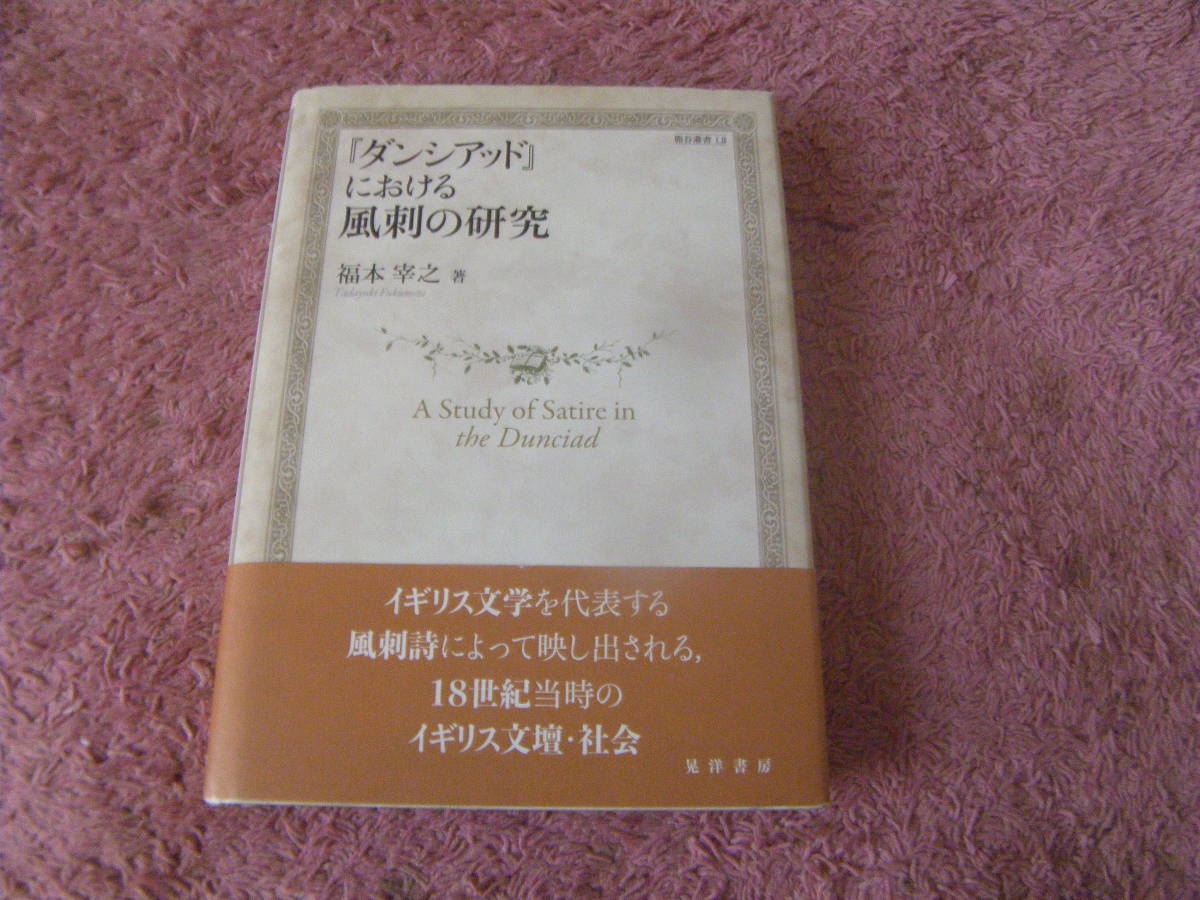 『ダンシアッド』
における
風刺の研究
福本 宰之 著
Tadayuki Fukumoto
A Study of Satire in
the Dunciad
イギリス文学を代表する
風刺詩によって映し出される,
18世紀当時の
イギリス文壇・社会
晃洋書房